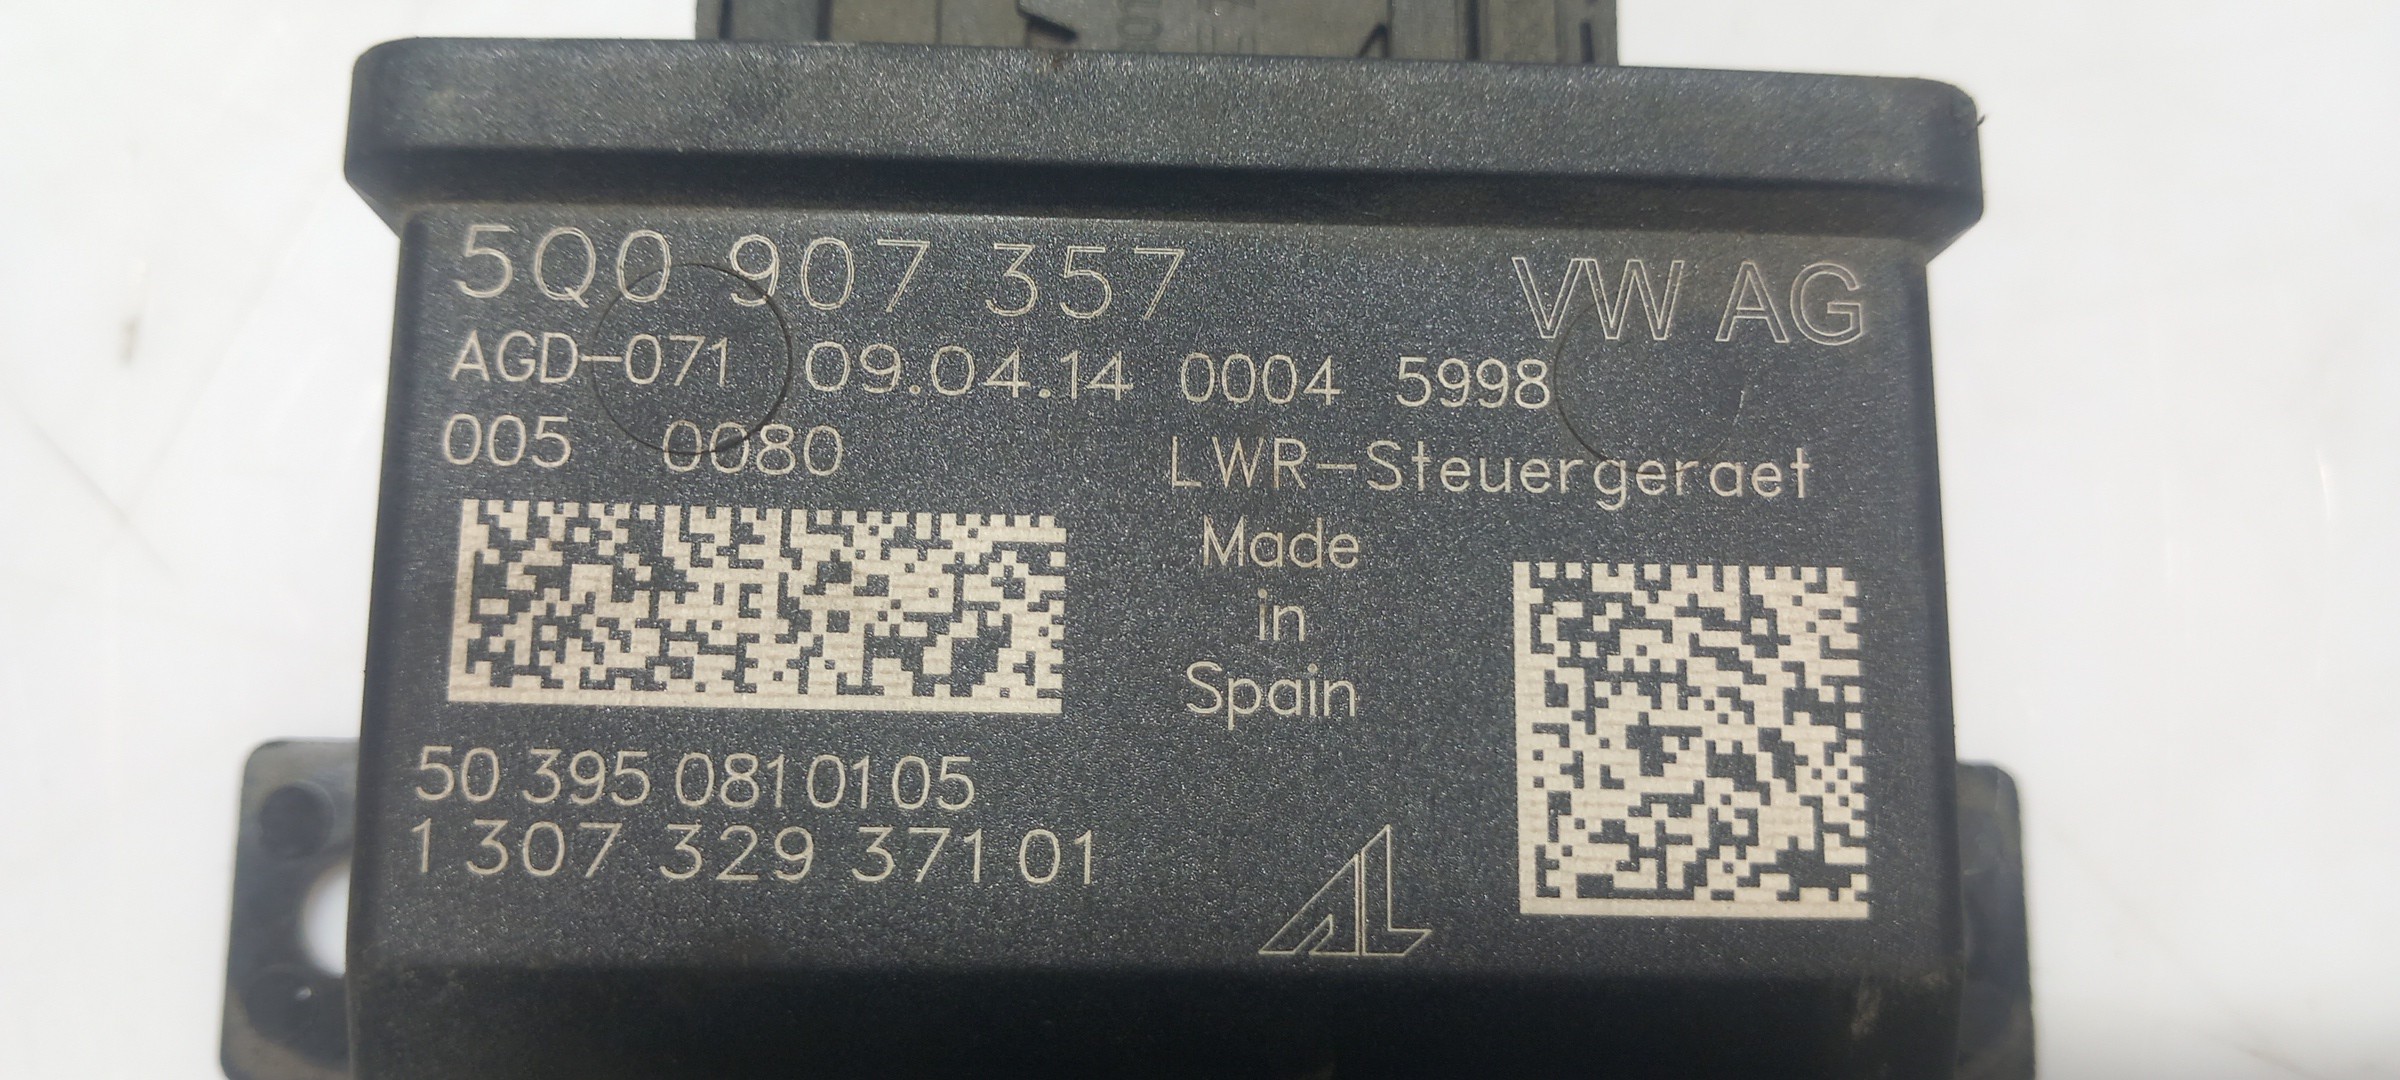 5Q0 907 357 VW AG
AGD-071 09.04.14 0004 5998
005 0080 LWR-Steuergeraet
Made
in
Spain
50 395 0810105
1 307 329 371 01
AL